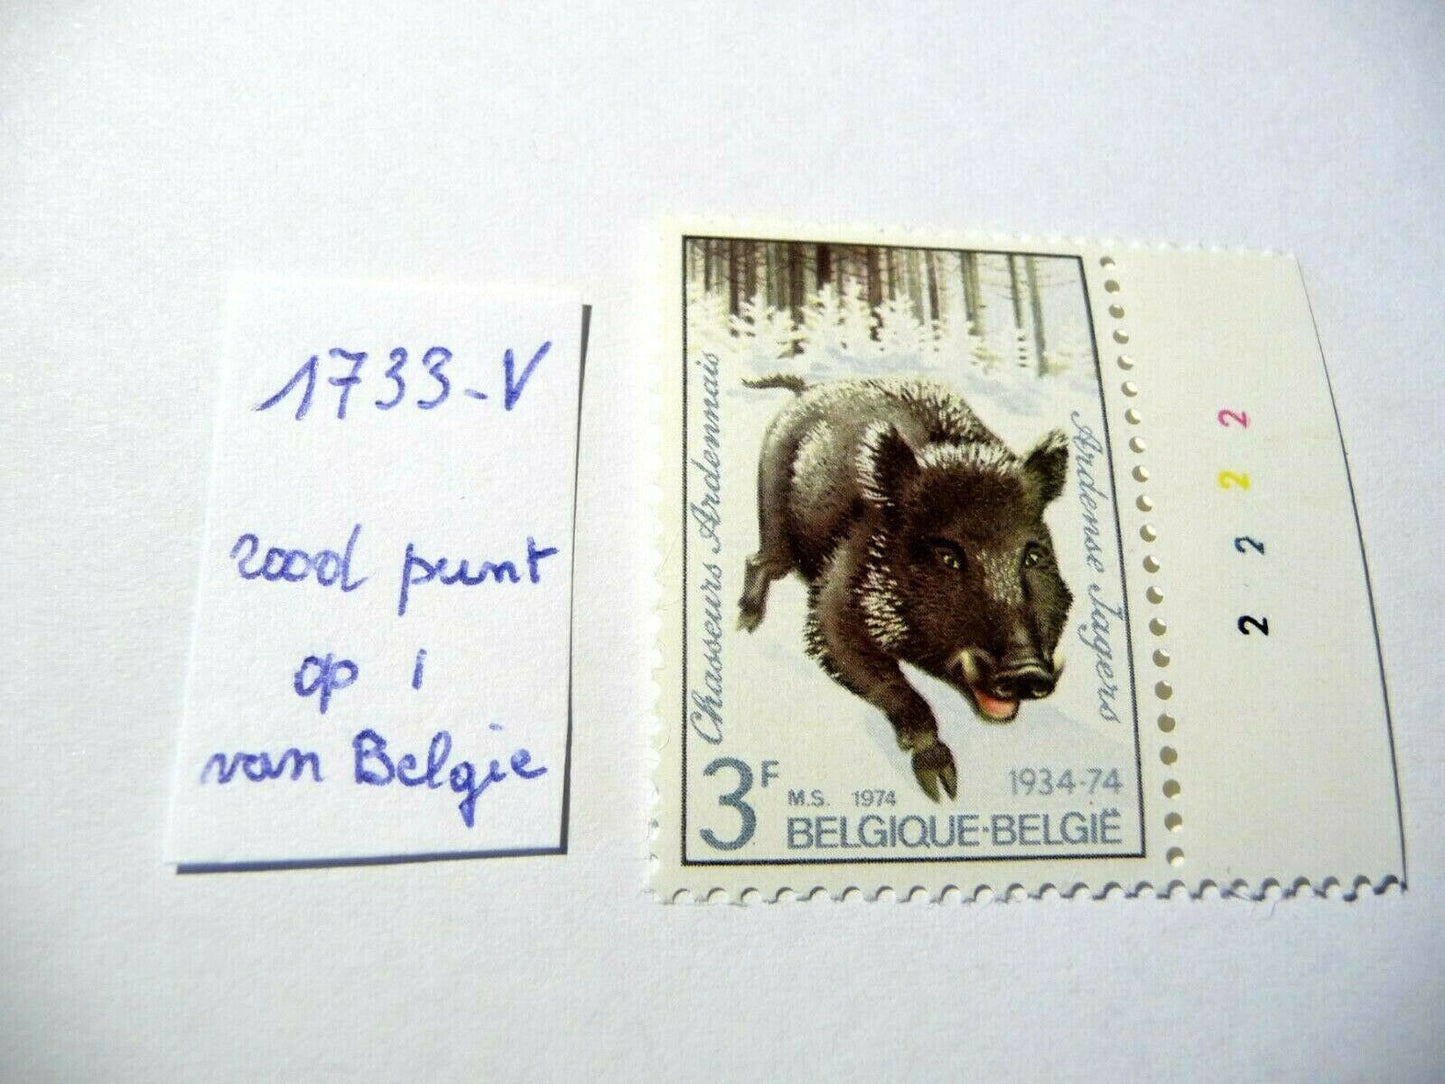 1733-V
rood punt
op i
van Belgie
Chasseurs Ardennais
Ardense Jagers
3F
M.S. 1974
1934-74
BELGIQUE·BELGIË
2 2 2 2